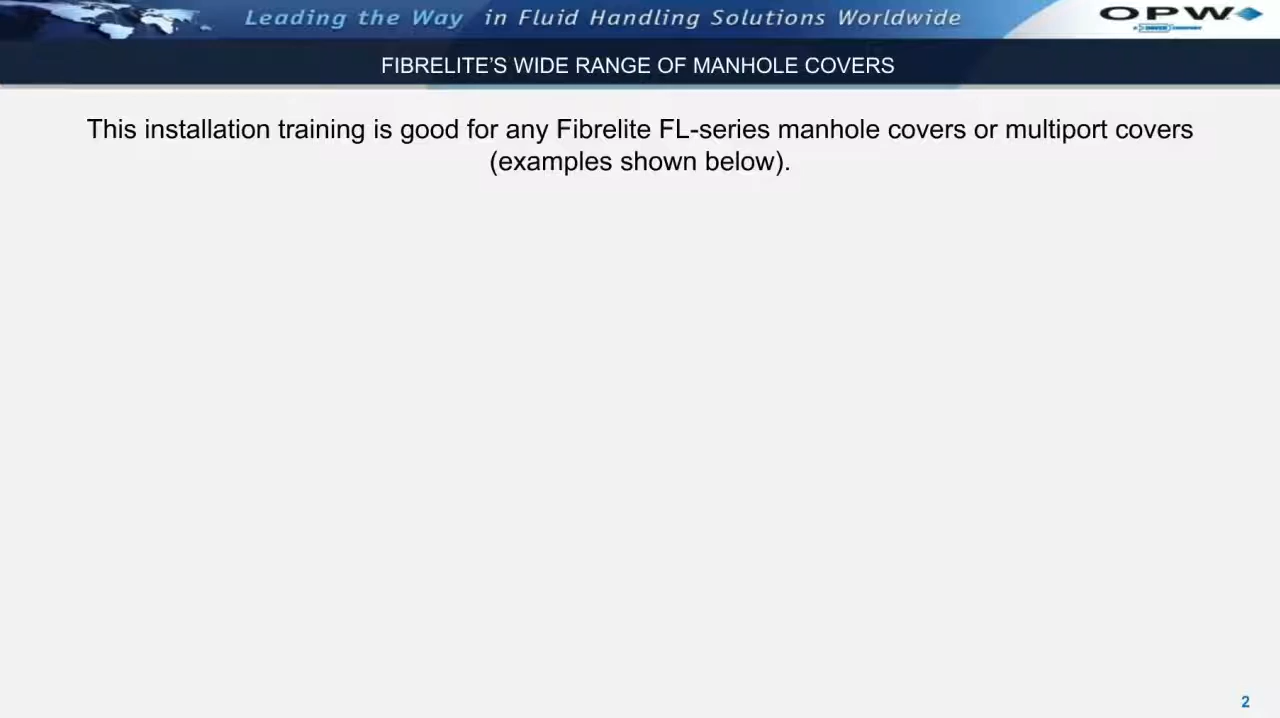 Leading the Way in Fluid Handling Solutions Worldwide
OPW
FIBRELITE'S WIDE RANGE OF MANHOLE COVERS
This installation training is good for any Fibrelite FL-series manhole covers or multiport covers
(examples shown below).
2